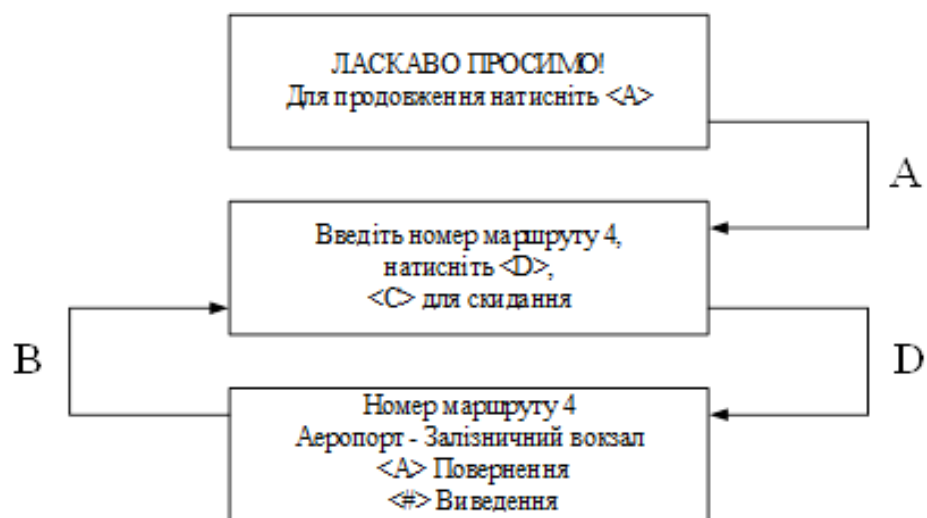 ЛАСКАВО ПРОСИМО!
Для продовження натисніть <A>
A
Введіть номер маршруту 4,
натисніть <D>,
<C> для скидання
B
D
Номер маршруту 4
Аеропорт - Залізничний вокзал
<A> Повернення
<#> Виведення